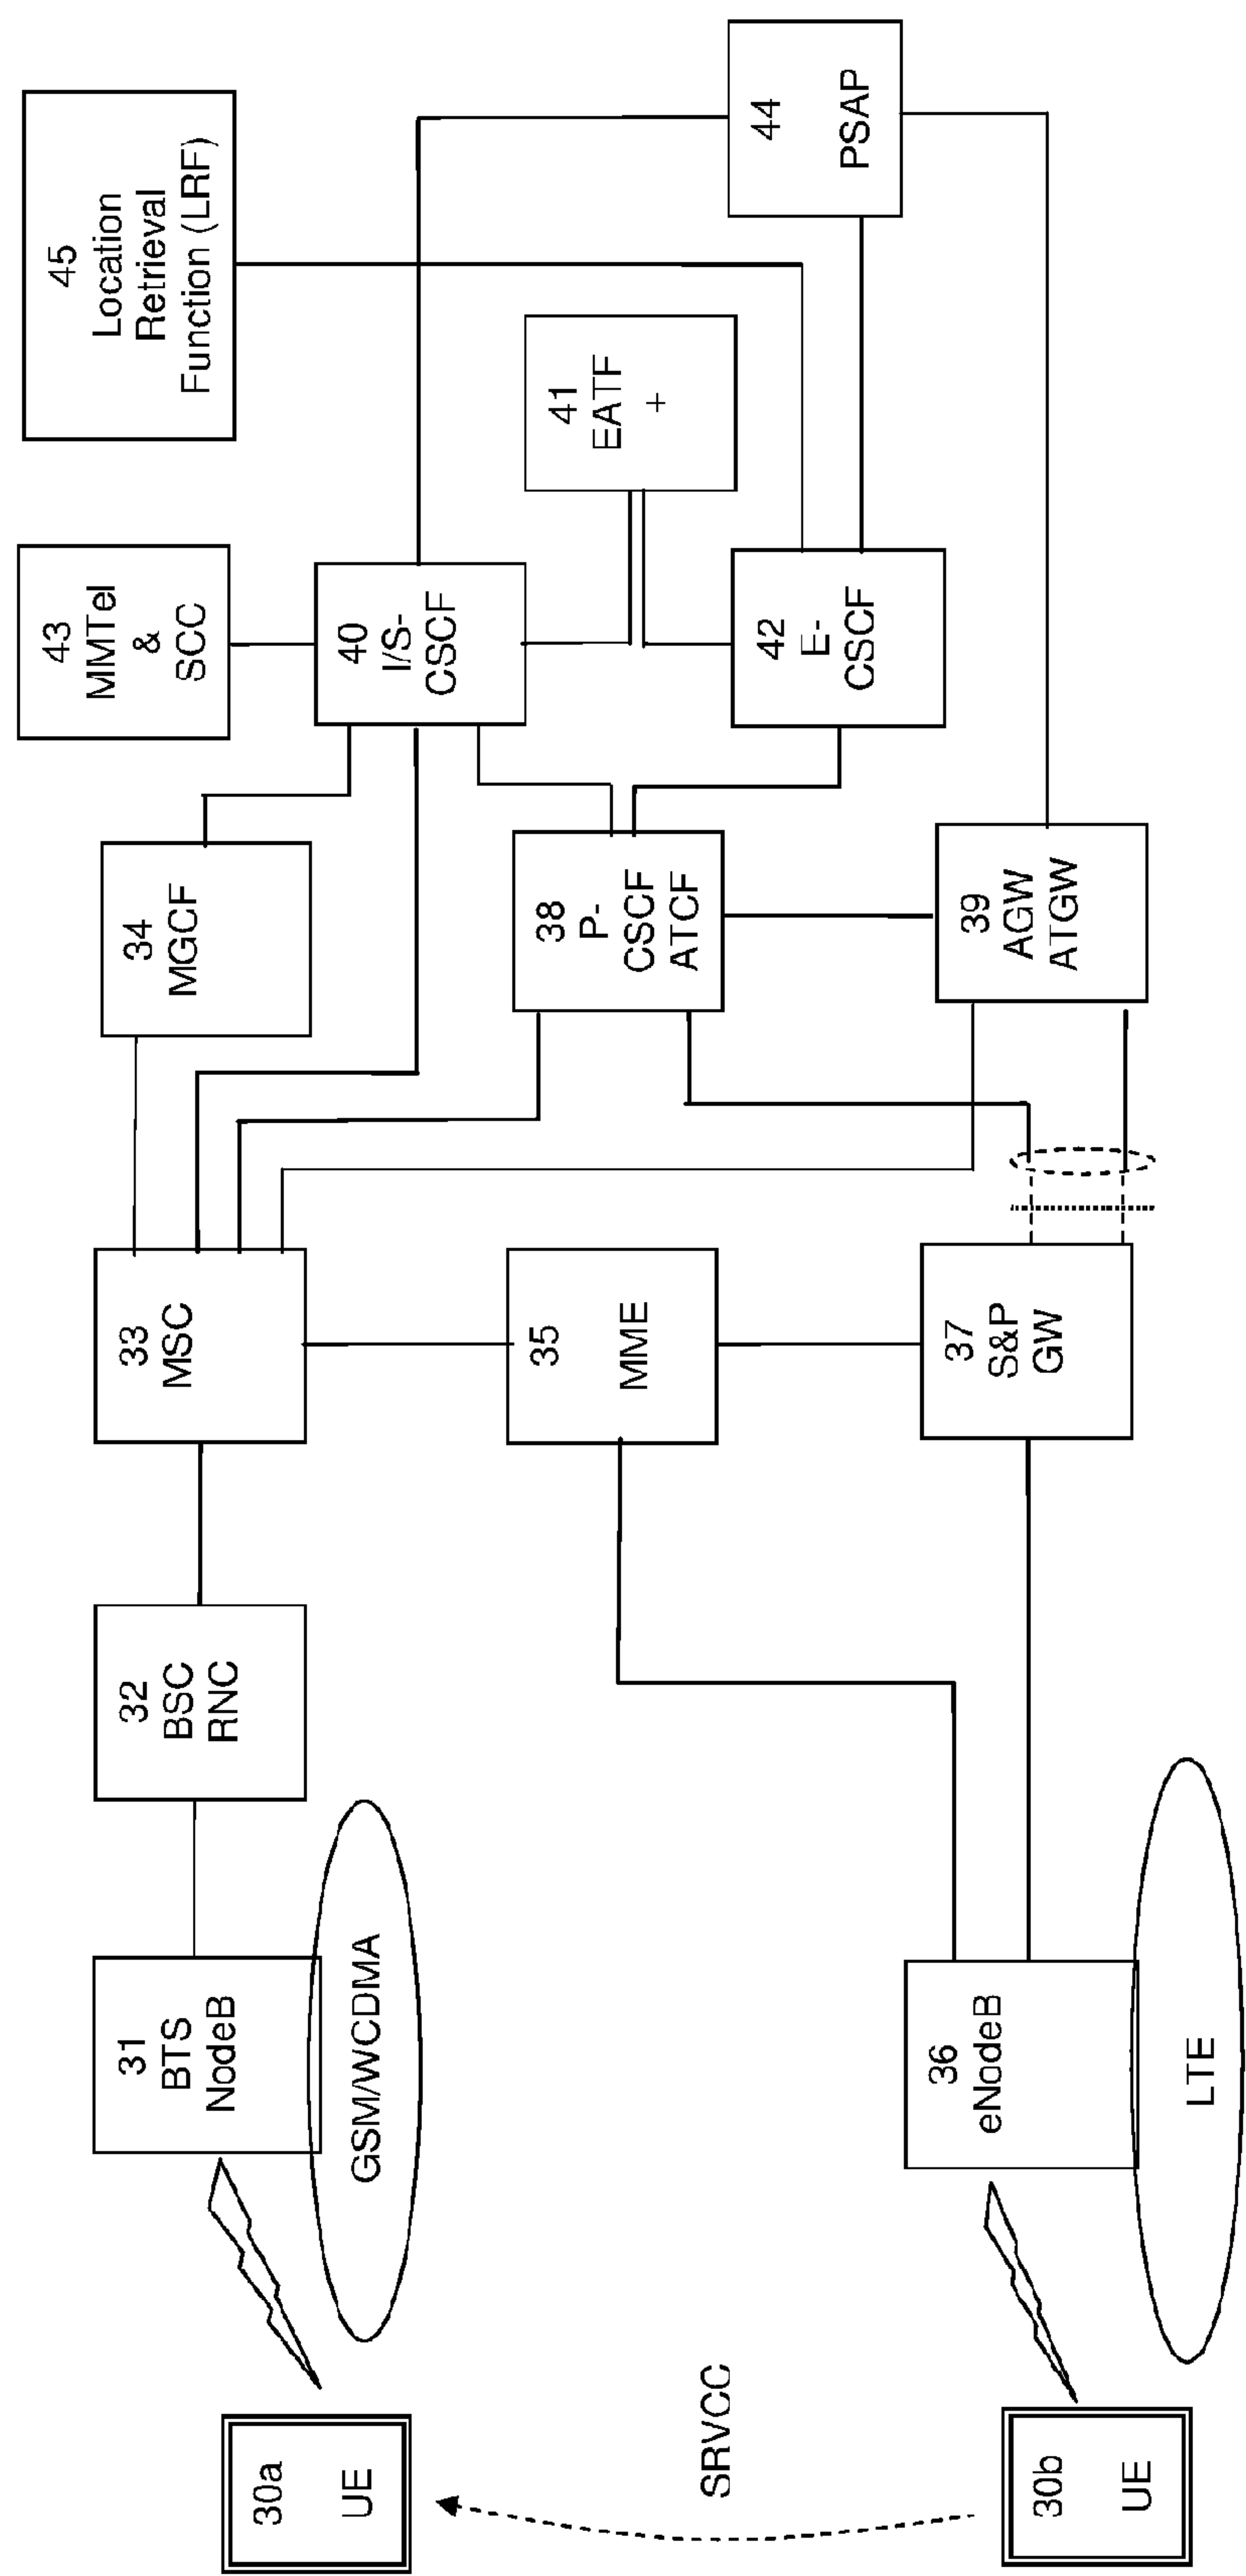 30a
UE
31
BTS
NodeB
GSM/WCDMA
32
BSC
RNC
33
MSC
34
MGCF
43
MMTel
&
SCC
45
Location
Retrieval
Function (LRF)
40
I/S-
CSCF
41
EATF
+
38
P-
CSCF
ATCF
35
MME
SRVCC
42
E-
CSCF
44
PSAP
30b
UE
36
eNodeB
LTE
37
S&P
GW
39
AGW
ATGW